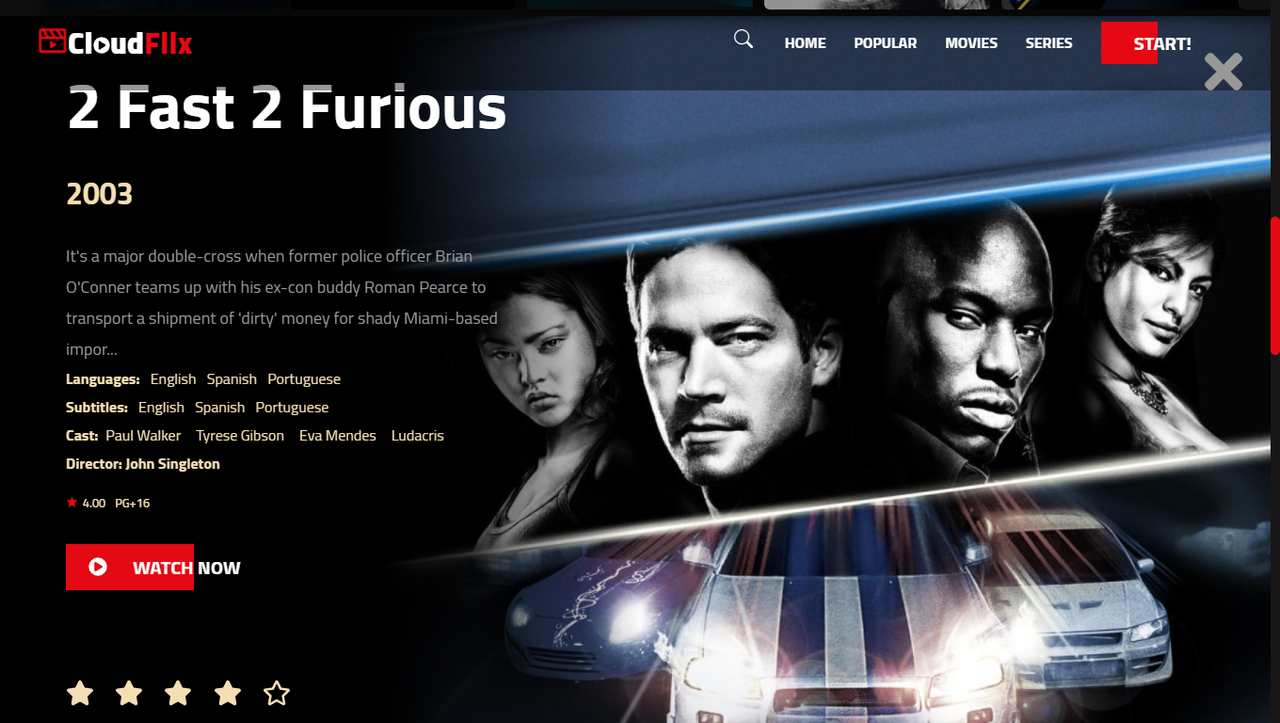 CloudFlix
HOME POPULAR MOVIES SERIES START!
2 Fast 2 Furious
2003
It's a major double-cross when former police officer Brian
O'Conner teams up with his ex-con buddy Roman Pearce to
transport a shipment of 'dirty' money for shady Miami-based
impor...
Languages: English Spanish Portuguese
Subtitles: English Spanish Portuguese
Cast: Paul Walker Tyrese Gibson Eva Mendes Ludacris
Director: John Singleton
4.00 PG+16
WATCH NOW